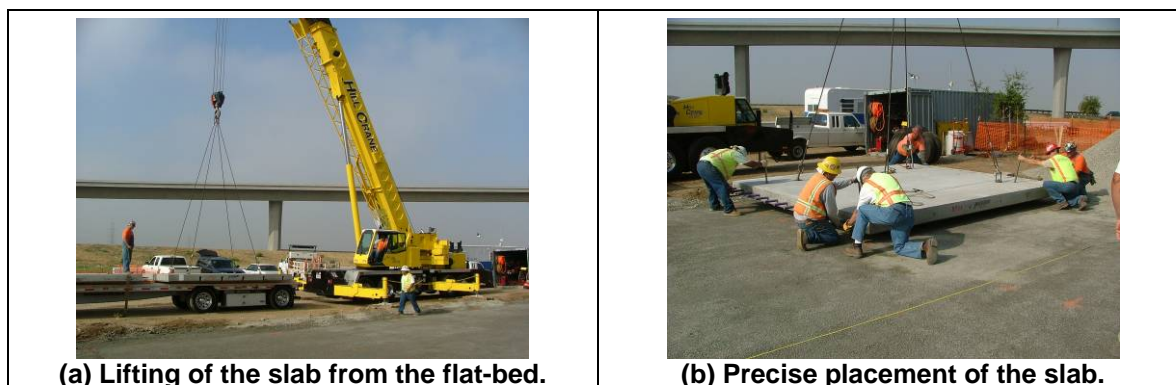 HILL CRANE
(a) Lifting of the slab from the flat-bed.
(b) Precise placement of the slab.